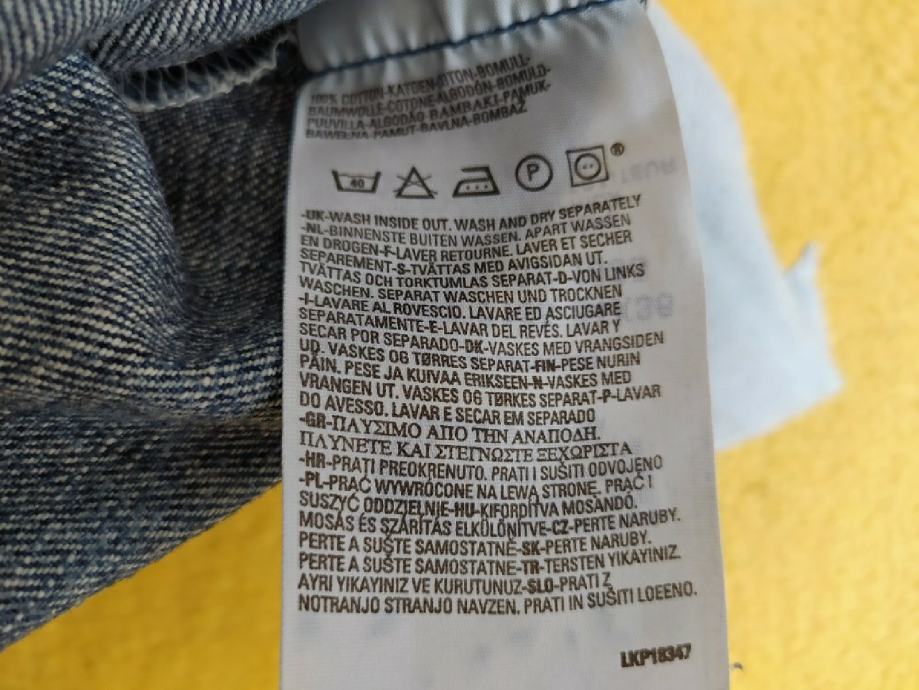 100% COTTON-KATOEN-COTON-BOMULL-
BAUMWOLLE-COTONE-ALGODÓN-BOMULD-
PUUVILLA-ALGODÃO BAMBAKI-PAMUK-
BAWEŁNA-PAMUT-BAVLNA-BOMBAŽ
40
P
®
-UK-WASH INSIDE OUT. WASH AND DRY SEPARATELY
-NL-BINNENSTE BUITEN WASSEN. APART WASSEN
EN DROGEN-F-LAVER RETOURNE. LAVER ET SECHER
SEPAREMENT-S-TVÄTTAS MED AVIGSIDAN UT.
TVÄTTAS OCH TORKTUMLAS SEPARAT-D-VON LINKS
WASCHEN. SEPARAT WASCHEN UND TROCKNEN
-I-LAVARE AL ROVESCIO. LAVARE ED ASCIUGARE
SEPARATAMENTE-E-LAVAR DEL REVÉS. LAVAR Y
SECAR POR SEPARADO-DK-VASKES MED VRANGSIDEN
UD. VASKES OG TØRRES SEPARAT-FIN-PESE NURIN
PÄIN. PESE JA KUIVAA ERIKSEEN-N-VASKES MED
VRANGEN UT. VASKES OG TØRKES SEPARAT-P-LAVAR
DO AVESSO. LAVAR E SECAR EM SEPARADO
-GR-ΠΛΥΣΙΜΟ ΑΠΟ ΤΗΝ ΑΝΑΠΟΔΗ.
ΠΛΥΝΕΤΕ ΚΑΙ ΣΤΕΓΝΩΣΤΕ ΞΕΧΩΡΙΣΤΑ
-HR-PRATI PREOKRENUTO. PRATI I SUŠITI ODVOJENO
-PL-PRAĆ WYWRÓCONE NA LEWĄ STRONĘ. PRAĆ I
SUSZYĆ ODDZIELNIE-HU-KIFORDÍTVA MOSANDÓ.
MOSÁS ÉS SZÁRÍTÁS ELKÜLÖNÍTVE-CZ-PERTE NARUBY.
PERTE A SUŠTE SAMOSTATNĚ-SK-PERTE NARUBY.
PERTE A SUŠTE SAMOSTATNE-TR-TERSTEN YIKAYINIZ.
AYRI YIKAYINIZ VE KURUTUNUZ-SLO-PRATI Z
NOTRANJO STRANJO NAVZEN. PRATI IN SUŠITI LOEENO.
LKP18347